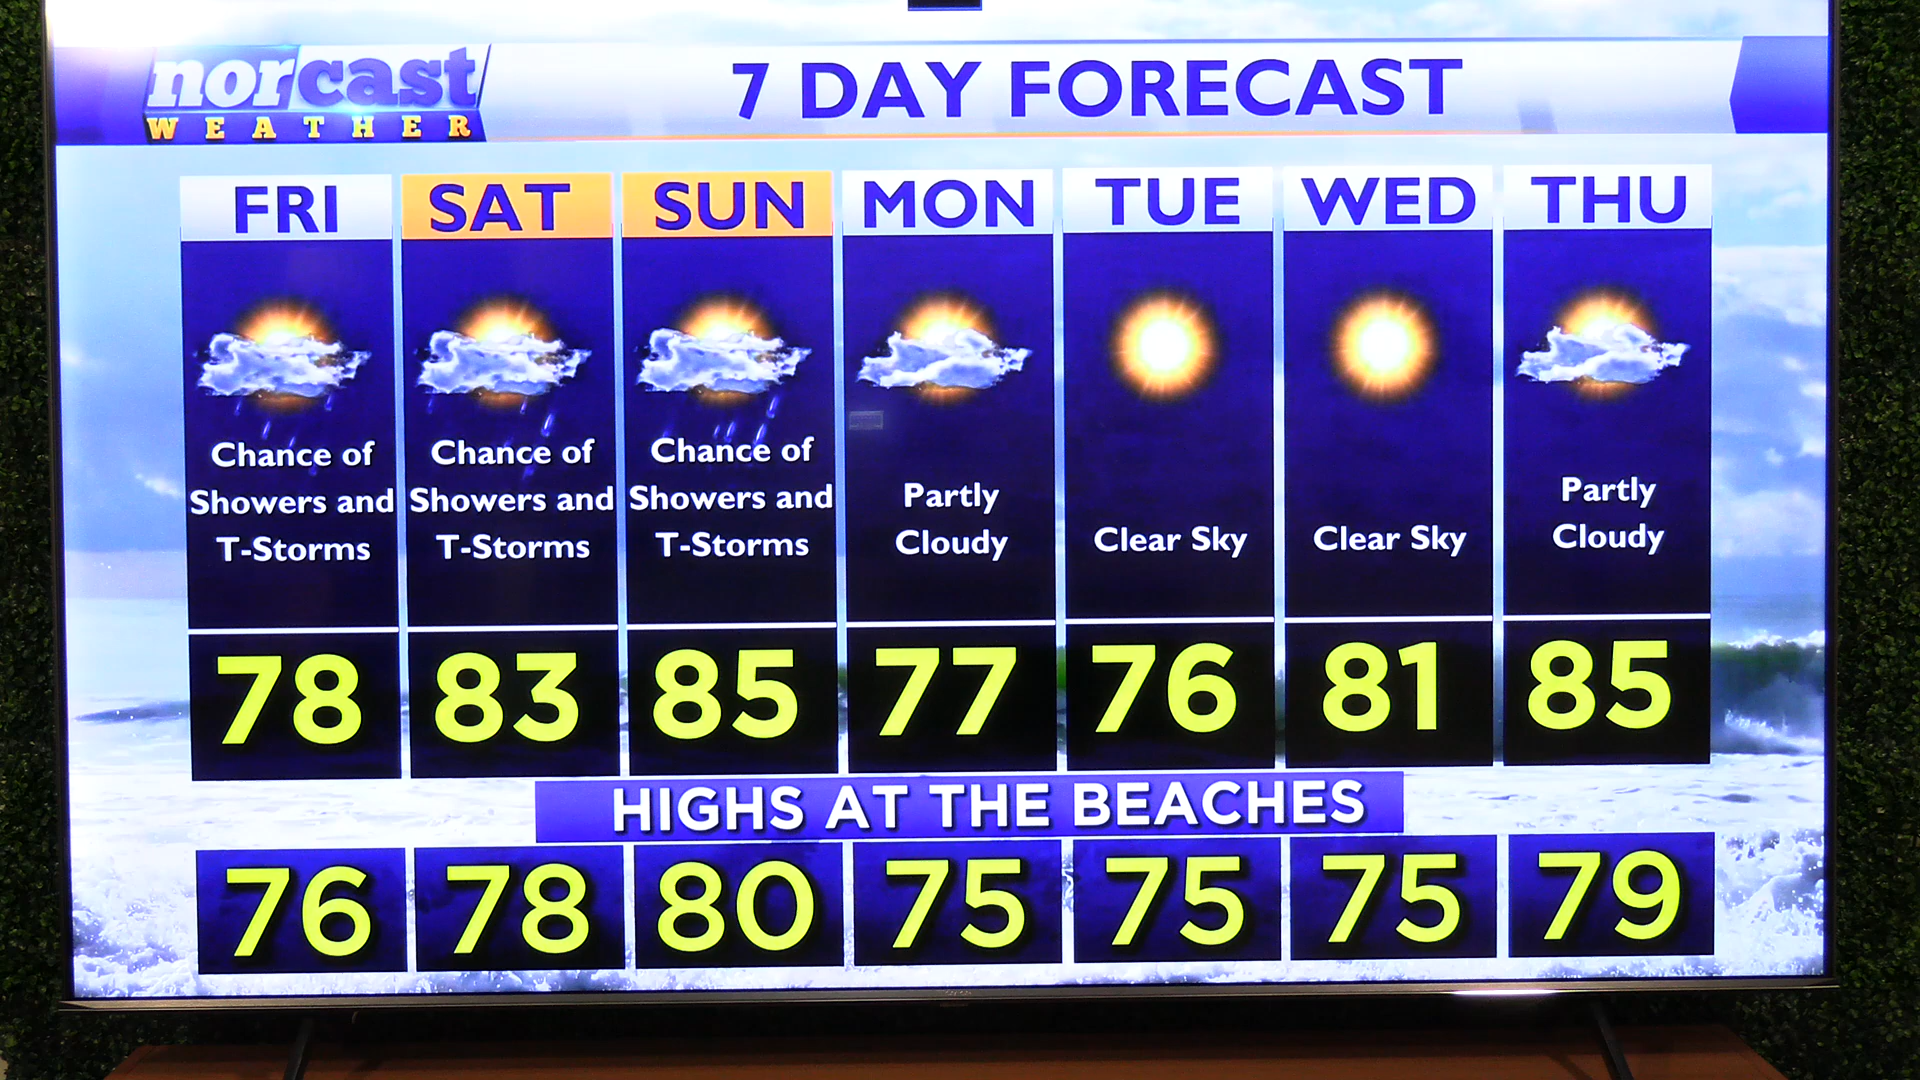 norcast
WEATHER
7 DAY FORECAST
FRI SAT SUN MON TUE WED THU
Chance of
Showers and
T-Storms
Chance of
Showers and
T-Storms
Chance of
Showers and
T-Storms
Partly
Cloudy
Clear Sky
Clear Sky
Partly
Cloudy
78 83 85 77 76 81 85
HIGHS AT THE BEACHES
76 78 80 75 75 75 79